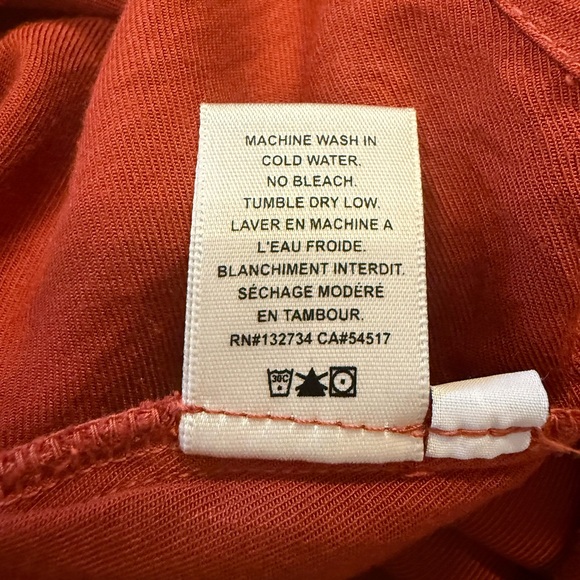 MACHINE WASH IN
COLD WATER.
NO BLEACH.
TUMBLE DRY LOW.
LAVER EN MACHINE A
L'EAU FROIDE.
BLANCHIMENT INTERDIT.
SÉCHAGE MODÉRÉ
EN TAMBOUR.
RN#132734 CA#54517
30C